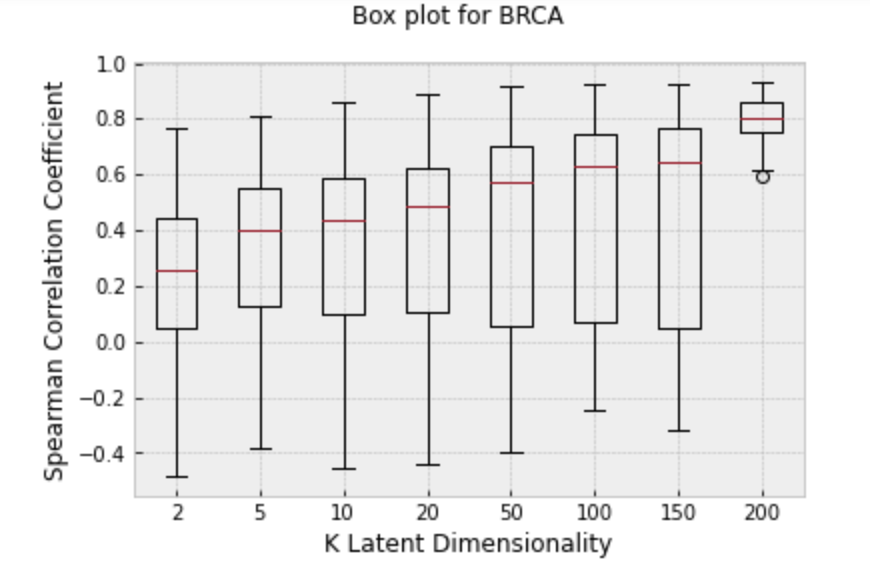 Box plot for BRCA
Spearman Correlation Coefficient
1.0
0.8
0.6
0.4
0.2
0.0
−0.2
−0.4
2 5 10 20 50 100 150 200
K Latent Dimensionality